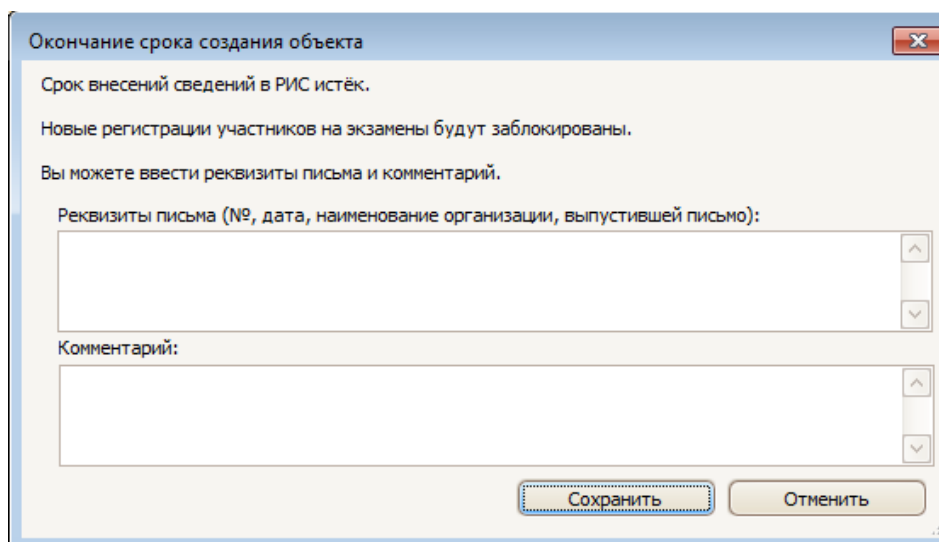 Окончание срока создания объекта
Срок внесений сведений в РИС истёк.
Новые регистрации участников на экзамены будут заблокированы.
Вы можете ввести реквизиты письма и комментарий.
Реквизиты письма (№, дата, наименование организации, выпустившей письмо):
Комментарий:
Сохранить
Отменить